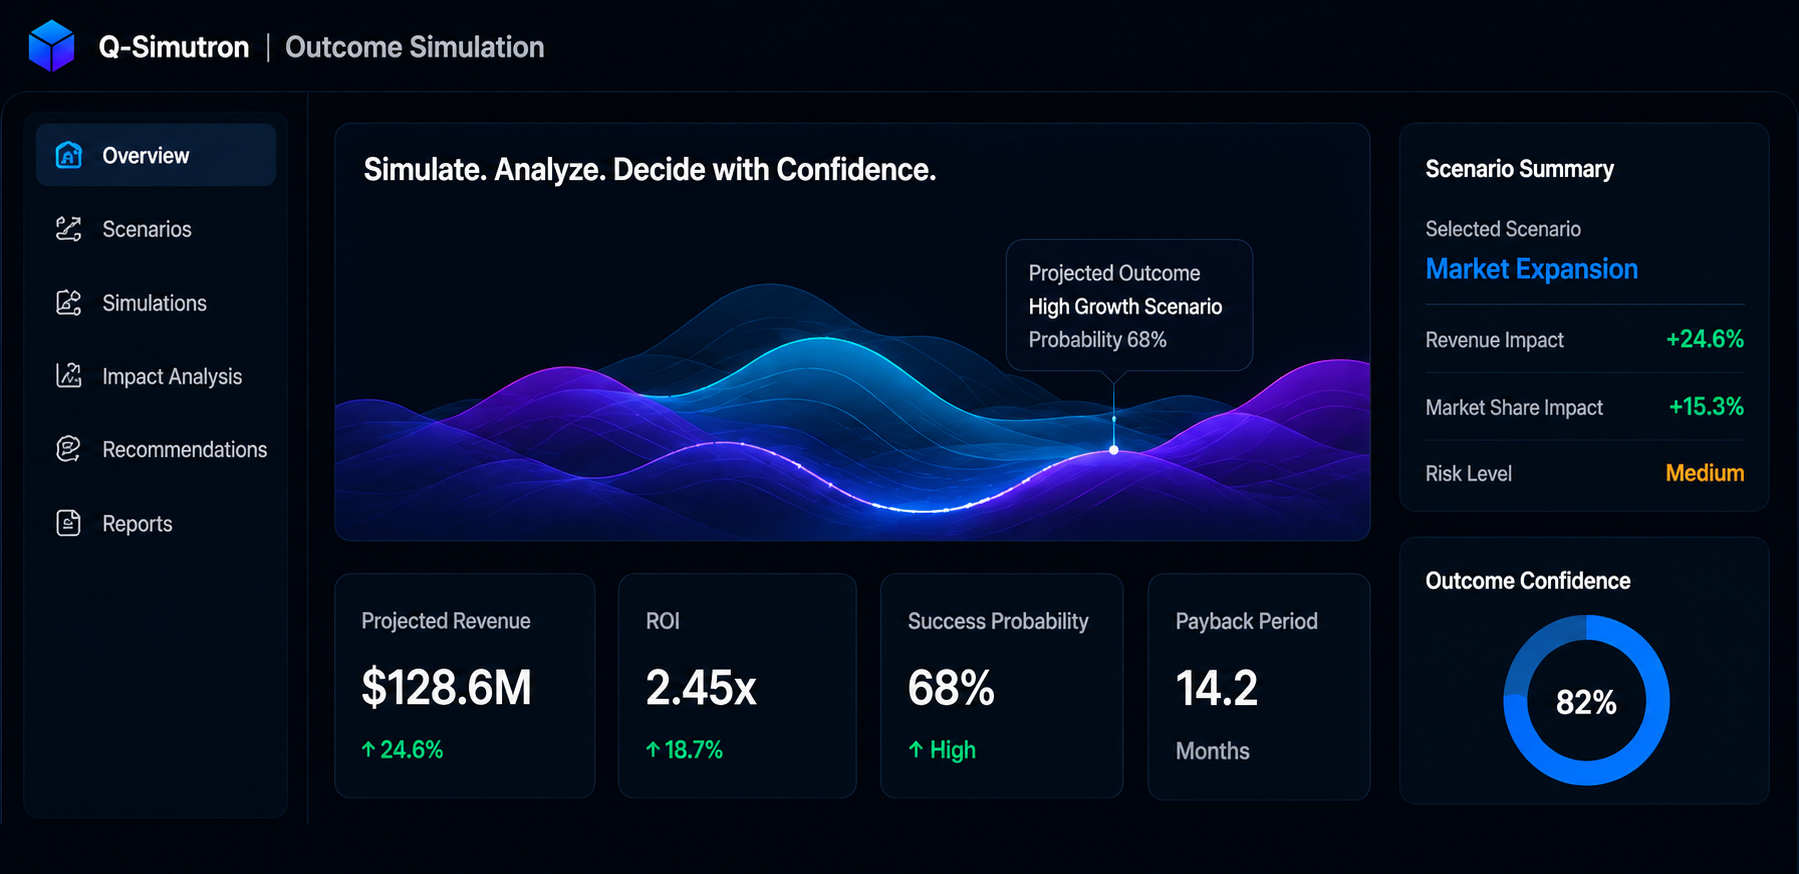 Q-Simutron | Outcome Simulation
Overview
Scenarios
Simulations
Impact Analysis
Recommendations
Reports
Simulate. Analyze. Decide with Confidence.
Projected Outcome
High Growth Scenario
Probability 68%
Projected Revenue
$128.6M
↑ 24.6%
ROI
2.45x
↑ 18.7%
Success Probability
68%
↑ High
Payback Period
14.2
Months
Scenario Summary
Selected Scenario
Market Expansion
Revenue Impact +24.6%
Market Share Impact +15.3%
Risk Level Medium
Outcome Confidence
82%